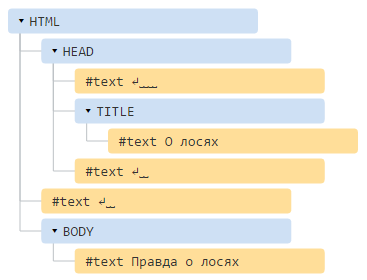 ▾ HTML
▾ HEAD
#text ↵␣␣␣␣
▾ TITLE
#text О лосях
#text ↵␣␣
#text ↵␣␣
▾ BODY
#text Правда о лосях